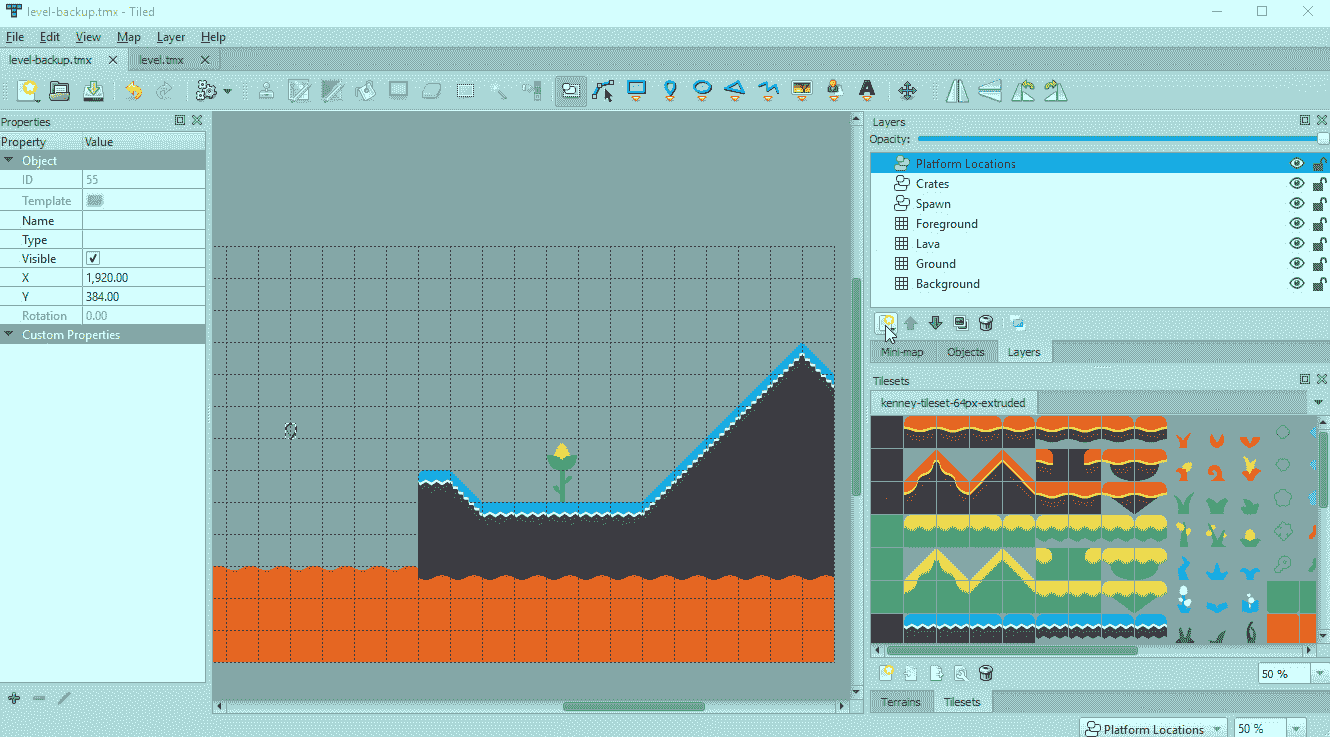 level-backup.tmx - Tiled
File Edit View Map Layer Help
level-backup.tmx level.tmx
Properties
Property Value
Object
ID 55
Template
Name
Type
Visible
X 1,920.00
Y 384.00
Rotation 0.00
Custom Properties
Layers
Opacity:
Platform Locations
Crates
Spawn
Foreground
Lava
Ground
Background
Mini-map Objects Layers
Tilesets
kenney-tileset-64px-extruded
50 %
Terrains Tilesets
Platform Locations 50 %